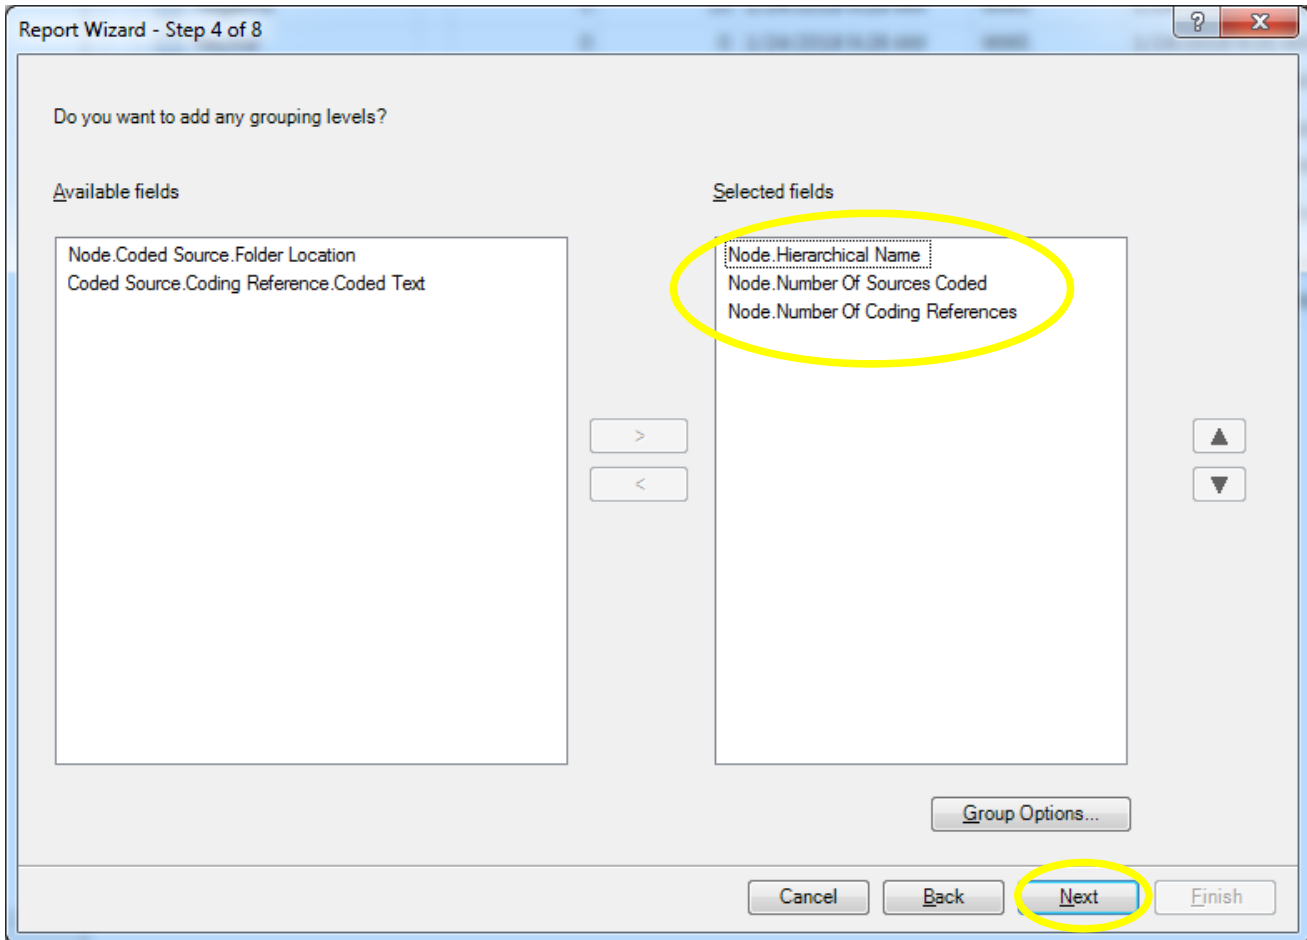 Report Wizard - Step 4 of 8
?
X
Do you want to add any grouping levels?
Available fields
Selected fields
Node.Coded Source.Folder Location
Coded Source.Coding Reference.Coded Text
Node.Hierarchical Name
Node.Number Of Sources Coded
Node.Number Of Coding References
>
<
▲
▼
Group Options...
Cancel
Back
Next
Finish